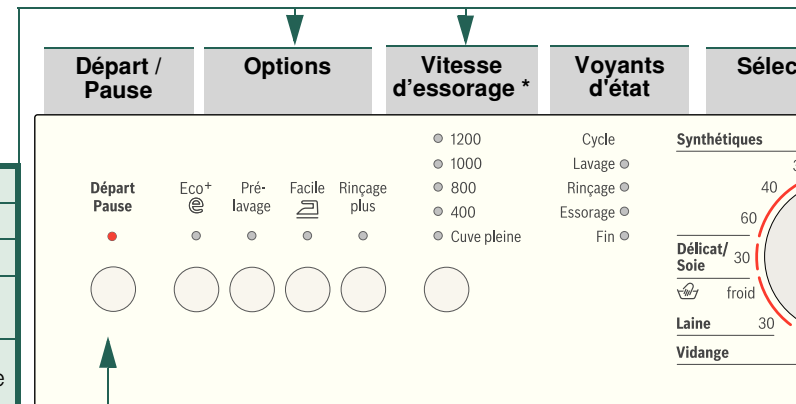 Départ /
Pause
Options
Vitesse
d'essorage *
Voyants
d'état
Sélec
Départ
Pause
Eco+
Pré-
lavage
Facile
Rinçage
plus
1200
1000
800
400
Cuve pleine
Cycle
Lavage
Rinçage
Essorage
Fin
Synthétiques
40
60
Délicat/
Soie
30
froid
Laine
30
Vidange
e